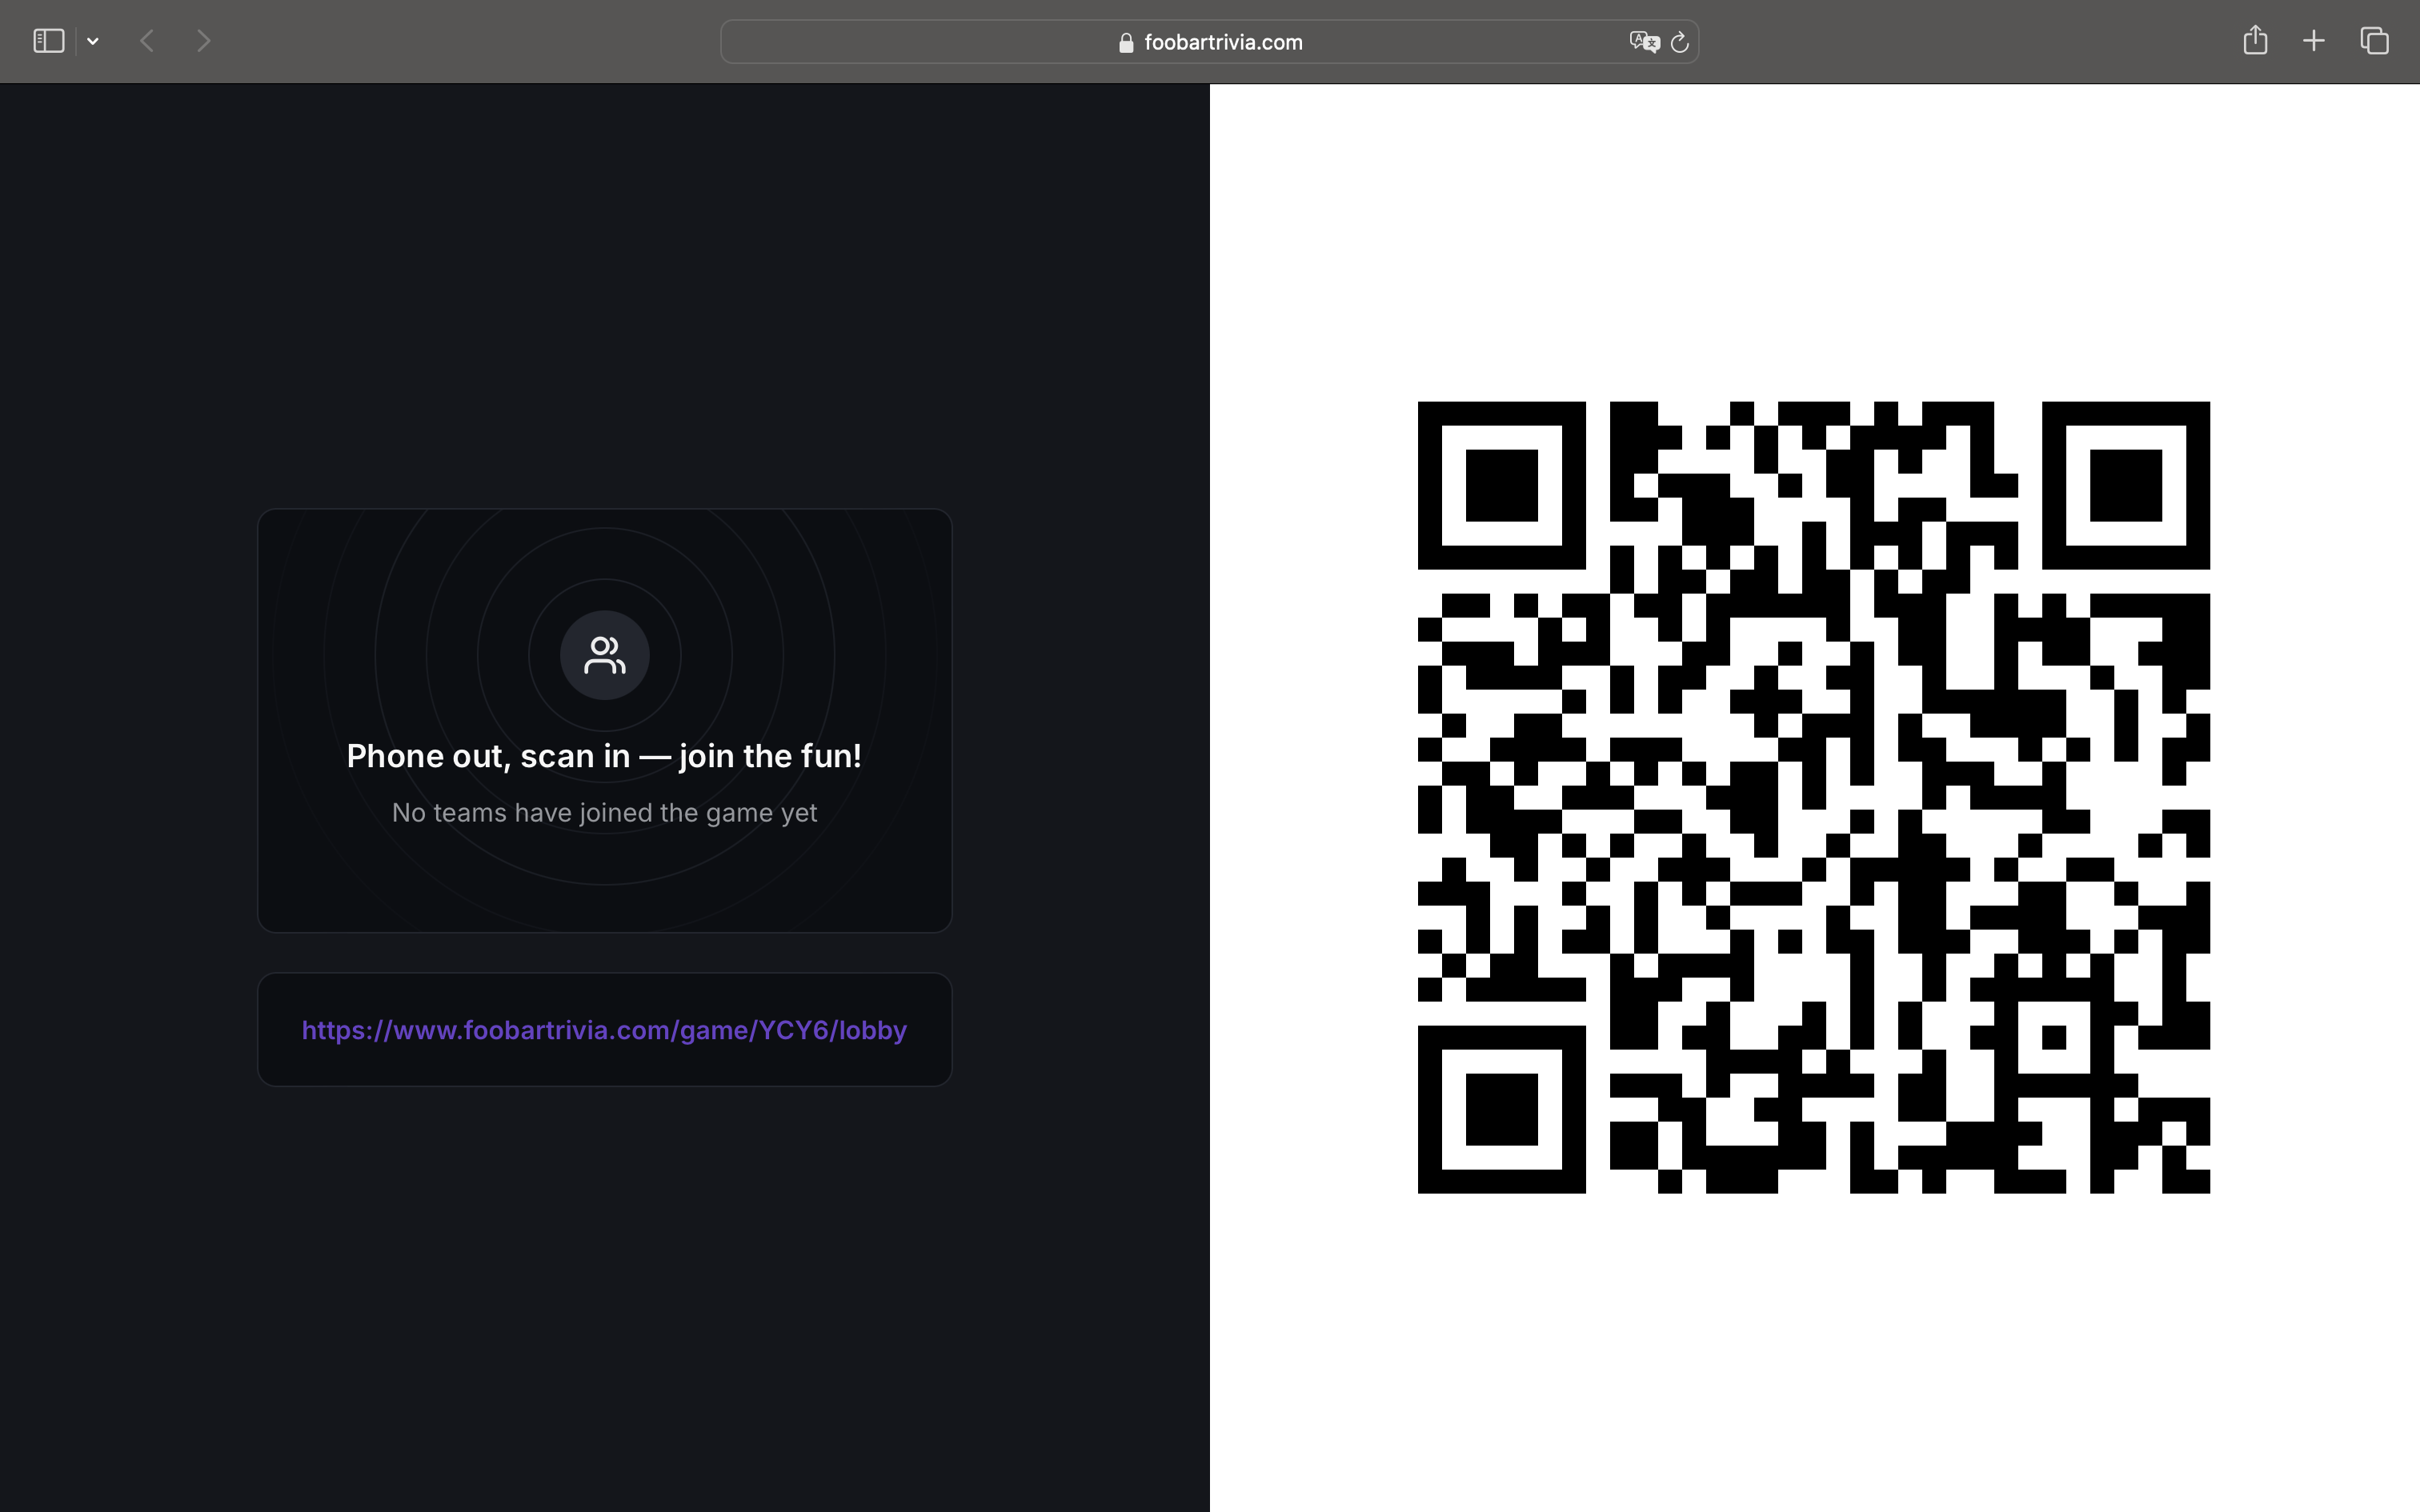 foobartrivia.com
Phone out, scan in — join the fun!
No teams have joined the game yet
https://www.foobartrivia.com/game/YCY6/lobby